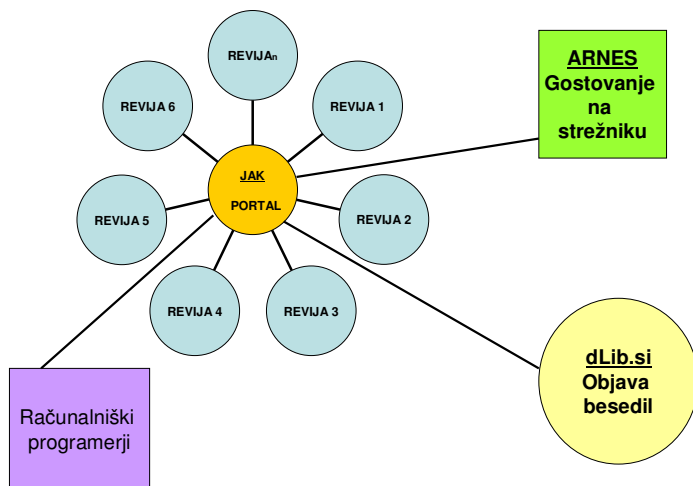 REVIJAn
REVIJA 6
REVIJA 1
JAK
PORTAL
REVIJA 5
REVIJA 2
REVIJA 4
REVIJA 3
ARNES
Gostovanje
na
strežniku
dLib.si
Objava
besedil
Računalniški
programerji